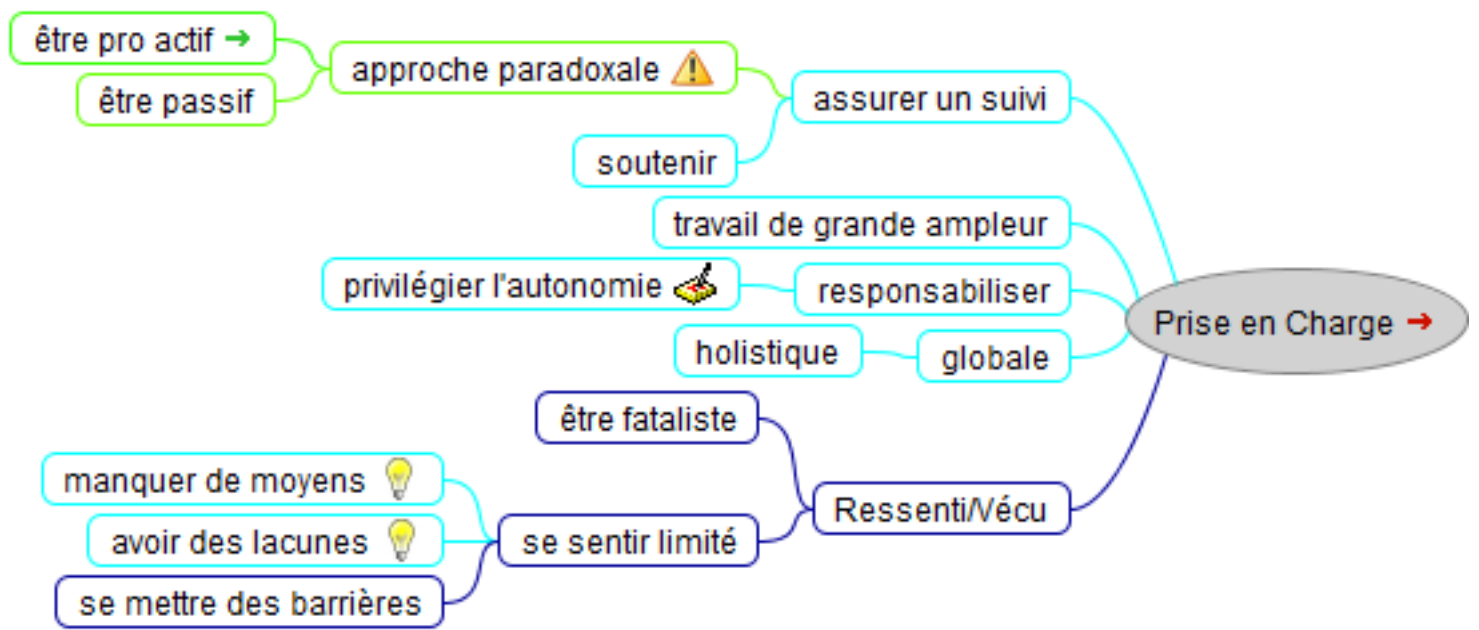 être pro actif
être passif
approche paradoxale
assurer un suivi
soutenir
travail de grande ampleur
privilégier l'autonomie
responsabiliser
holistique
globale
Prise en Charge
être fataliste
manquer de moyens
avoir des lacunes
se mettre des barrières
se sentir limité
Ressenti/Vécu